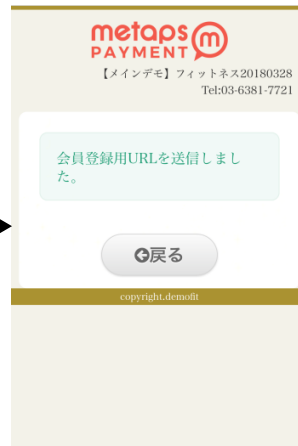 metaps
PAYMENT
【メインデモ】フィットネス20180328
Tel:03-6381-7721
会員登録用URLを送信しまし
た。
戻る
copyright.demofit